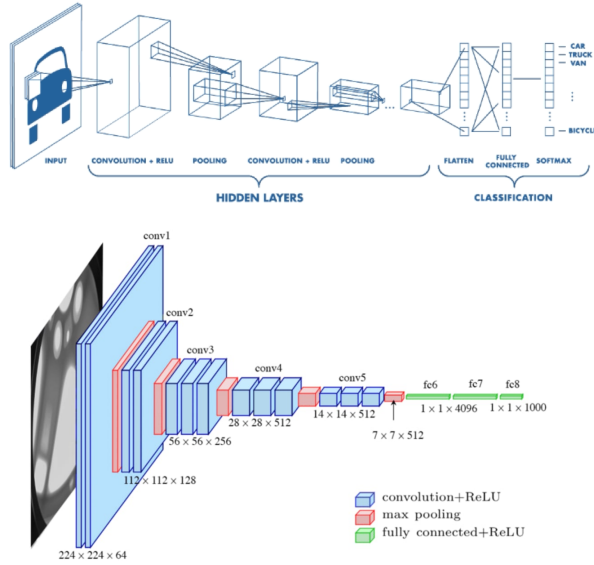 CAR
TRUCK
VAN
BICYCL
INPUT
CONVOLUTION + RELU
POOLING
CONVOLUTION + RELU
POOLING
FLATTEN
FULLY
CONNECTED
SOFTMAX
HIDDEN LAYERS
CLASSIFICATION
conv1
conv2
conv3
conv4
conv5
fc6
fc7
fc8
1 × 1 × 4096
1 × 1 × 1000
14 × 14 × 512
28 × 28 × 512
7 × 7 × 512
56 × 56 × 256
112 × 112 × 128
224 × 224 × 64
convolution+ReLU
max pooling
fully connected+ReLU